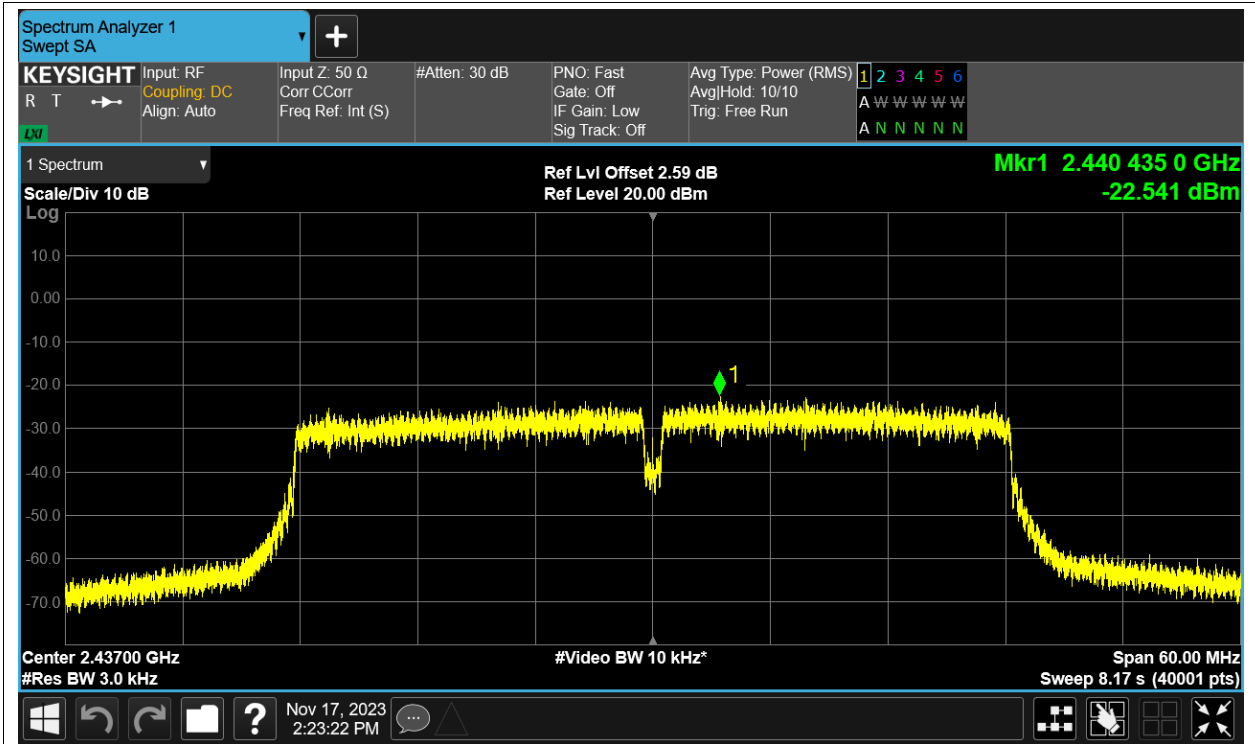 Spectrum Analyzer 1
Swept SA
KEYSIGHT
R T
LXI
Input: RF
Coupling: DC
Align: Auto
Input Z: 50 Ω
Corr CCorr
Freq Ref: Int (S)
#Atten: 30 dB
PNO: Fast
Gate: Off
IF Gain: Low
Sig Track: Off
Avg Type: Power (RMS)
Avg|Hold: 10/10
Trig: Free Run
1 2 3 4 5 6
A W W W W W
A N N N N N
1 Spectrum
Scale/Div 10 dB
Ref Lvl Offset 2.59 dB
Ref Level 20.00 dBm
Mkr1 2.440 435 0 GHz
-22.541 dBm
Log
10.0
0.00
-10.0
-20.0
-30.0
-40.0
-50.0
-60.0
-70.0
1
Center 2.43700 GHz
#Res BW 3.0 kHz
#Video BW 10 kHz*
Span 60.00 MHz
Sweep 8.17 s (40001 pts)
?
Nov 17, 2023
2:23:22 PM